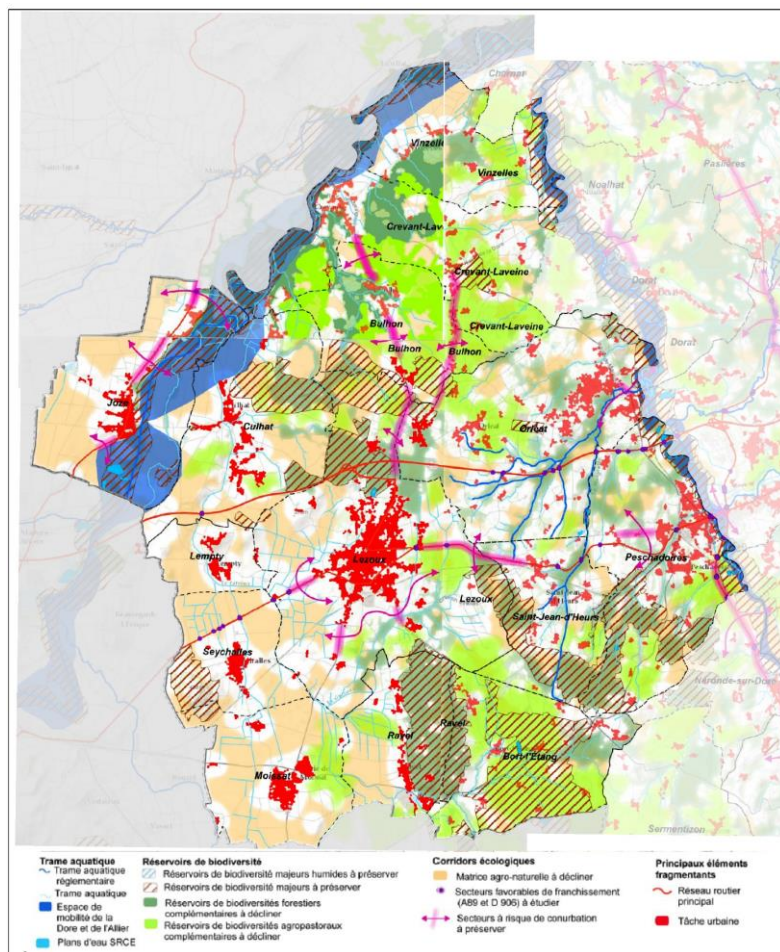 Chornet
Vinzelle
Vinzelles
Paslières
Noalhat
Crevant-Lav
Crevant-Laveine
Dorat
Bulhon
Crevant-Laveine
Bulhon
Bulhon
Dorat
Joze
Culhat
Orléat
Lempty
Lezoux
Peschadoires
Lezoux
Saint-Jean-d'Heurs
Seychalles
Néronde-sur-Dore
Ravel
Ravel
Bort-l'Etang
Moissat
Sermentizon
Trame aquatique
Trame aquatique
réglementaire
Trame aquatique
Espace de
mobilité de la
Dore et de l'Allier
Plans d'eau SRCE
Réservoirs de biodiversité
Réservoirs de biodiversité majeurs humides à préserver
Réservoirs de biodiversité majeurs à préserver
Réservoirs de biodiversités forestiers
complémentaires à décliner
Réservoirs de biodiversités agropastoraux
complémentaires à décliner
Corridors écologiques
Matrice agro-naturelle à décliner
Secteurs favorables de franchissement
(A89 et D 906) à étudier
Secteurs à risque de conurbation
à préserver
Principaux éléments
fragmentants
Réseau routier
principal
Tâche urbaine